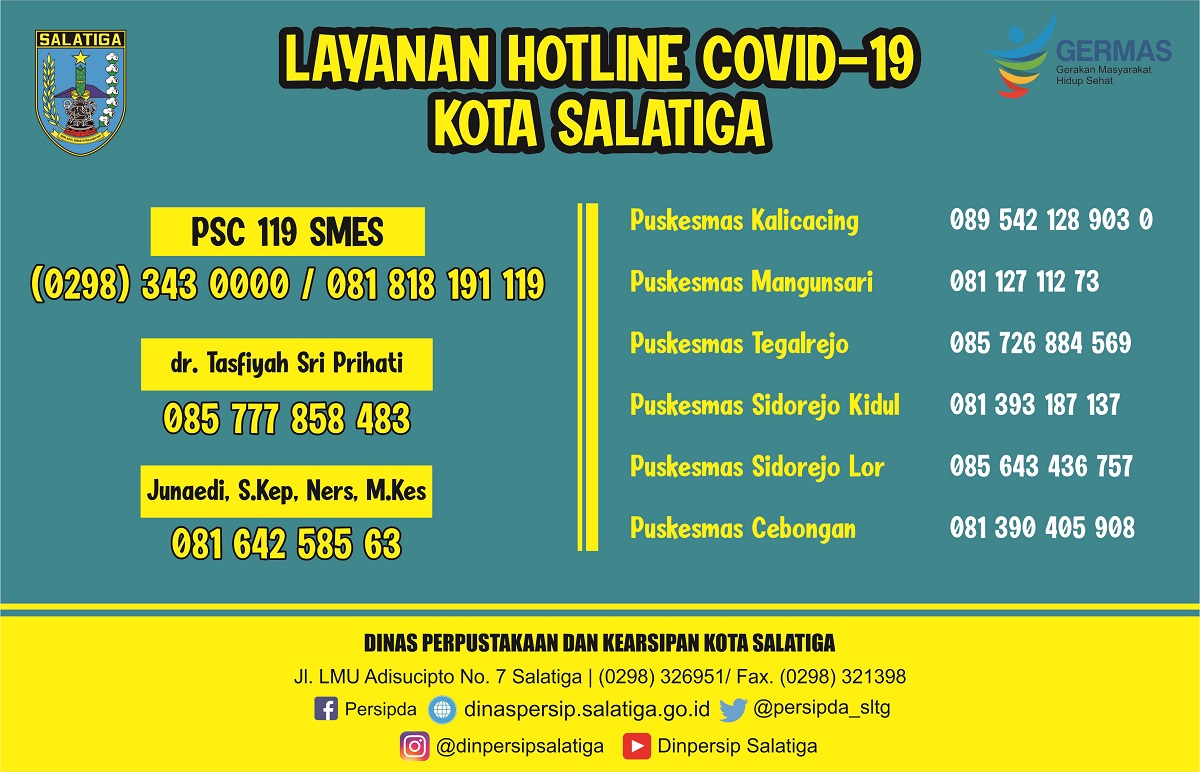 SALATIGA
LAYANAN HOTLINE COVID-19
KOTA SALATIGA
GERMAS
Gerakan Masyarakat
Hidup Sehat
PSC 119 SMES
(0298) 343 0000 / 081 818 191 119
dr. Tasfiyah Sri Prihati
085 777 858 483
Junaedi, S.Kep, Ners, M.Kes
081 642 585 63
Puskesmas Kalicacing 089 542 128 903 0
Puskesmas Mangunsari 081 127 112 73
Puskesmas Tegalrejo 085 726 884 569
Puskesmas Sidorejo Kidul 081 393 187 137
Puskesmas Sidorejo Lor 085 643 436 757
Puskesmas Cebongan 081 390 405 908
DINAS PERPUSTAKAAN DAN KEARSIPAN KOTA SALATIGA
Jl. LMU Adisucipto No. 7 Salatiga | (0298) 326951/ Fax. (0298) 321398
Persipda dinaspersip.salatiga.go.id @persipda_sltg
@dinpersipsalatiga Dinpersip Salatiga